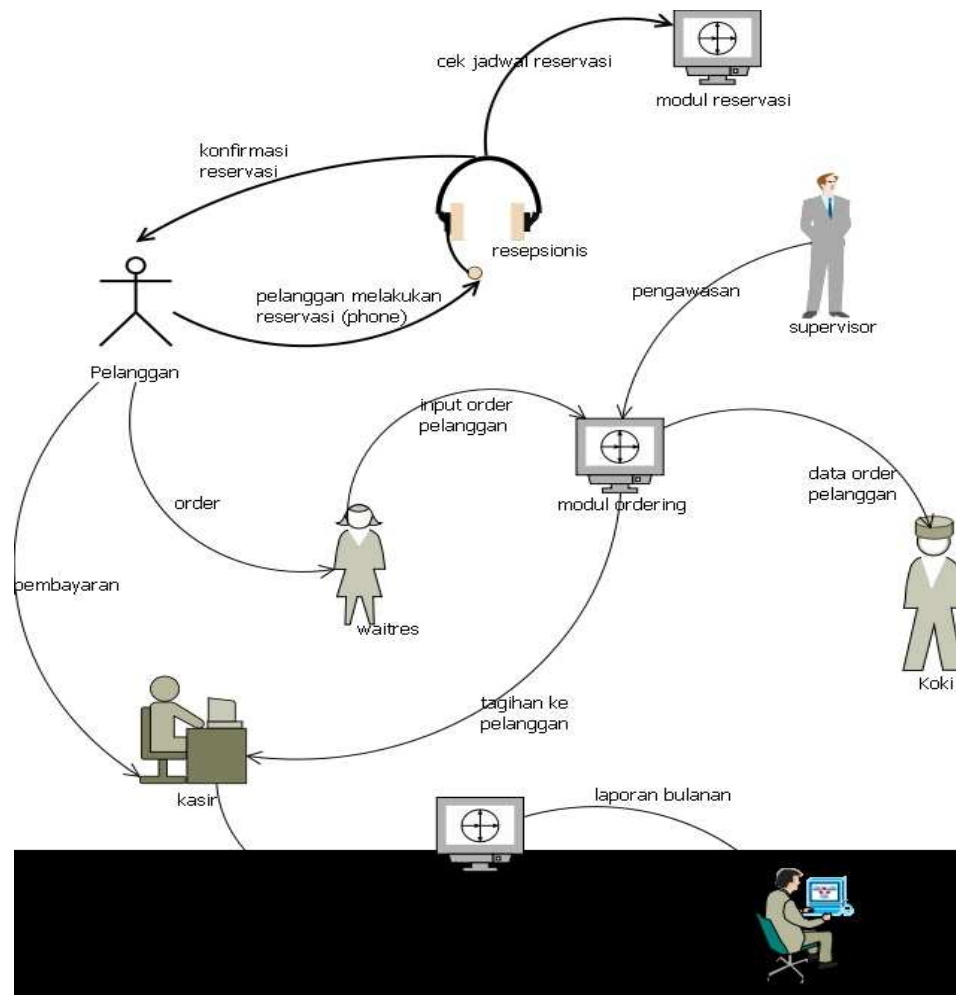 cek jadwal reservasi
modul reservasi
konfirmasi
reservasi
resepsionis
pelanggan melakukan
reservasi (phone)
pengawasan
supervisor
Pelanggan
input order
pelanggan
modul ordering
data order
pelanggan
order
waitres
pembayaran
Koki
tagihan ke
pelanggan
kasir
laporan bulanan